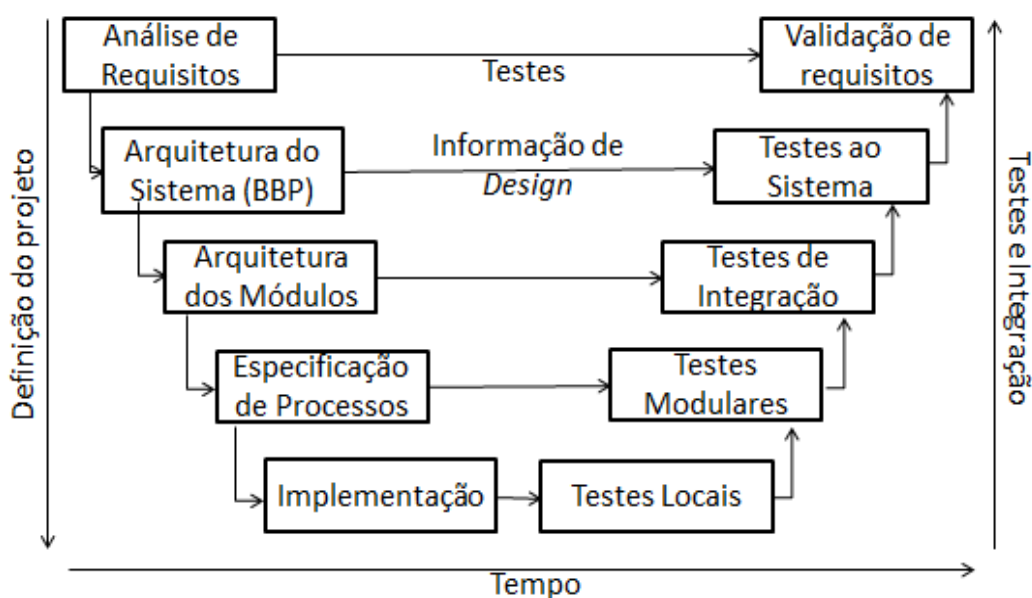 Análise de
Requisitos
Testes
Validação de
requisitos
Arquitetura do
Sistema (BBP)
Informação de
Design
Testes ao
Sistema
Arquitetura
dos Módulos
Testes de
Integração
Especificação
de Processos
Testes
Modulares
Implementação
Testes Locais
Definição do projeto
Testes e Integração
Tempo